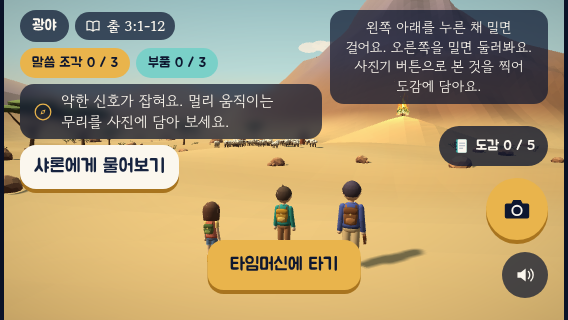 광야
출 3:1-12
말씀 조각 0 / 3
부품 0 / 3
약한 신호가 잡혀요. 멀리 움직이는
무리를 사진에 담아 보세요.
샤론에게 물어보기
왼쪽 아래를 누른 채 밀면
걸어요. 오른쪽을 밀면 둘러봐요.
사진기 버튼으로 본 것을 찍어
도감에 담아요.
도감 0 / 5
타임머신에 타기